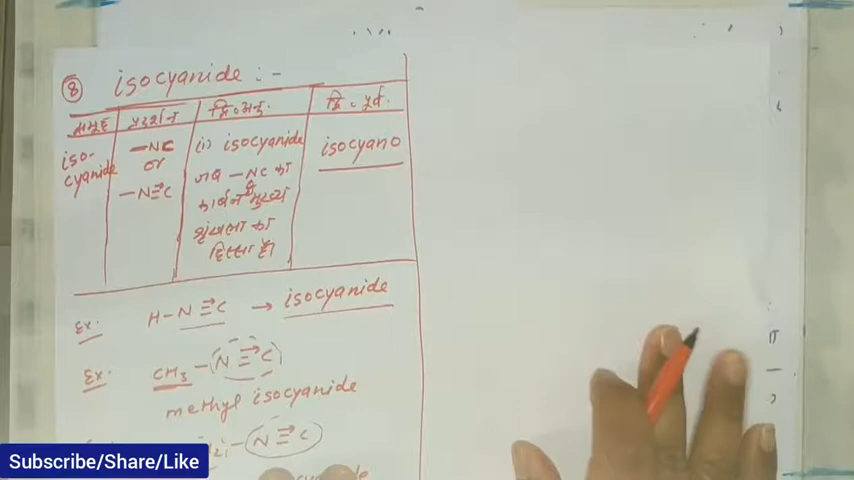 ⑧ isocyanide :-
समूह प्रदर्शन द्वि॰अनु. द्वि. पूर्व.
iso-cyanide
—NC
or
—N≡C
(i) isocyanide
जब —NC का
कार्बन भी मुख्य
श्रृंखला का
हिस्सा हो
isocyano
Ex. H-N≡C → isocyanide
Ex. CH3-N≡C
methyl isocyanide
-N≡C
Subscribe/Share/Like